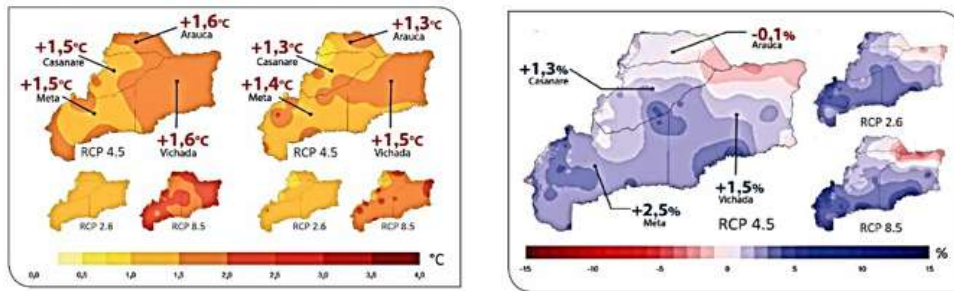 +1,6°C
Arauca
+1,5°C
Casanare
+1,5°C
Meta
+1,6°C
Vichada
RCP 4.5
+1,3°C
Arauca
+1,3°C
Casanare
+1,4°C
Meta
+1,5°C
Vichada
RCP 4.5
RCP 2.6
RCP 8.5
RCP 2.6
RCP 8.5
0,0 0,5 1,0 1,5 2,0 2,5 3,0 3,5 4,0 °C
-0,1%
Arauca
+1,3%
Casanare
+1,5%
Vichada
+2,5%
Meta
RCP 4.5
RCP 2.6
RCP 8.5
-15 -10 -5 0 5 10 15 %